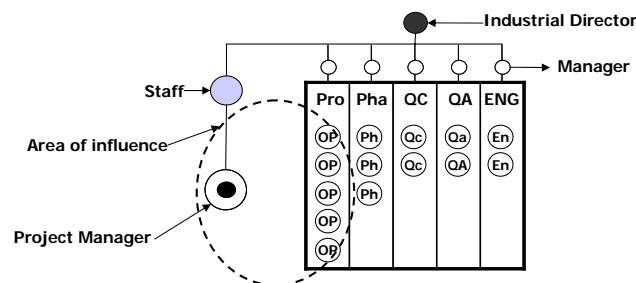 Industrial Director
Manager
Staff
Pro Pha QC QA ENG
Area of influence
OP Ph Qc Qa En
OP Ph Qc QA En
OP Ph
OP
Project Manager
OP